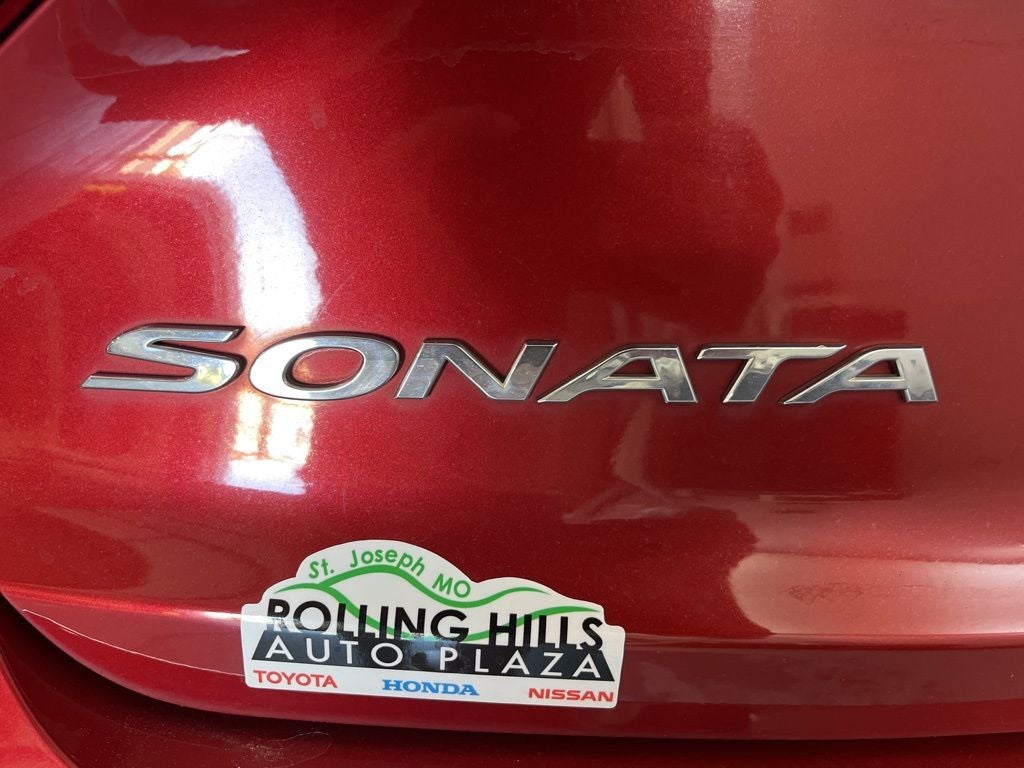 SONATA
St. Joseph MO
ROLLING HILLS
AUTO PLAZA
TOYOTA HONDA NISSAN